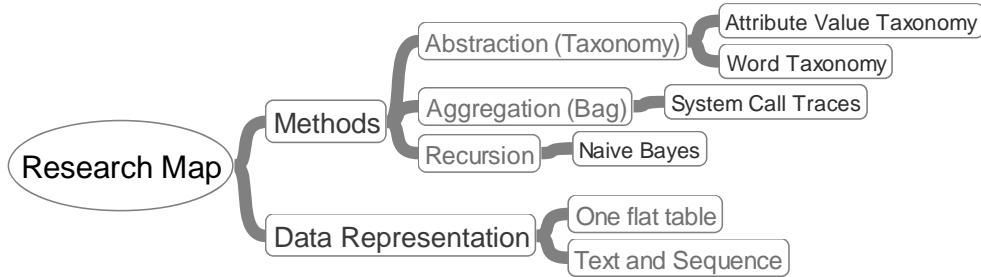 Research Map
Methods
Abstraction (Taxonomy)
Attribute Value Taxonomy
Word Taxonomy
Aggregation (Bag)
System Call Traces
Recursion
Naive Bayes
Data Representation
One flat table
Text and Sequence